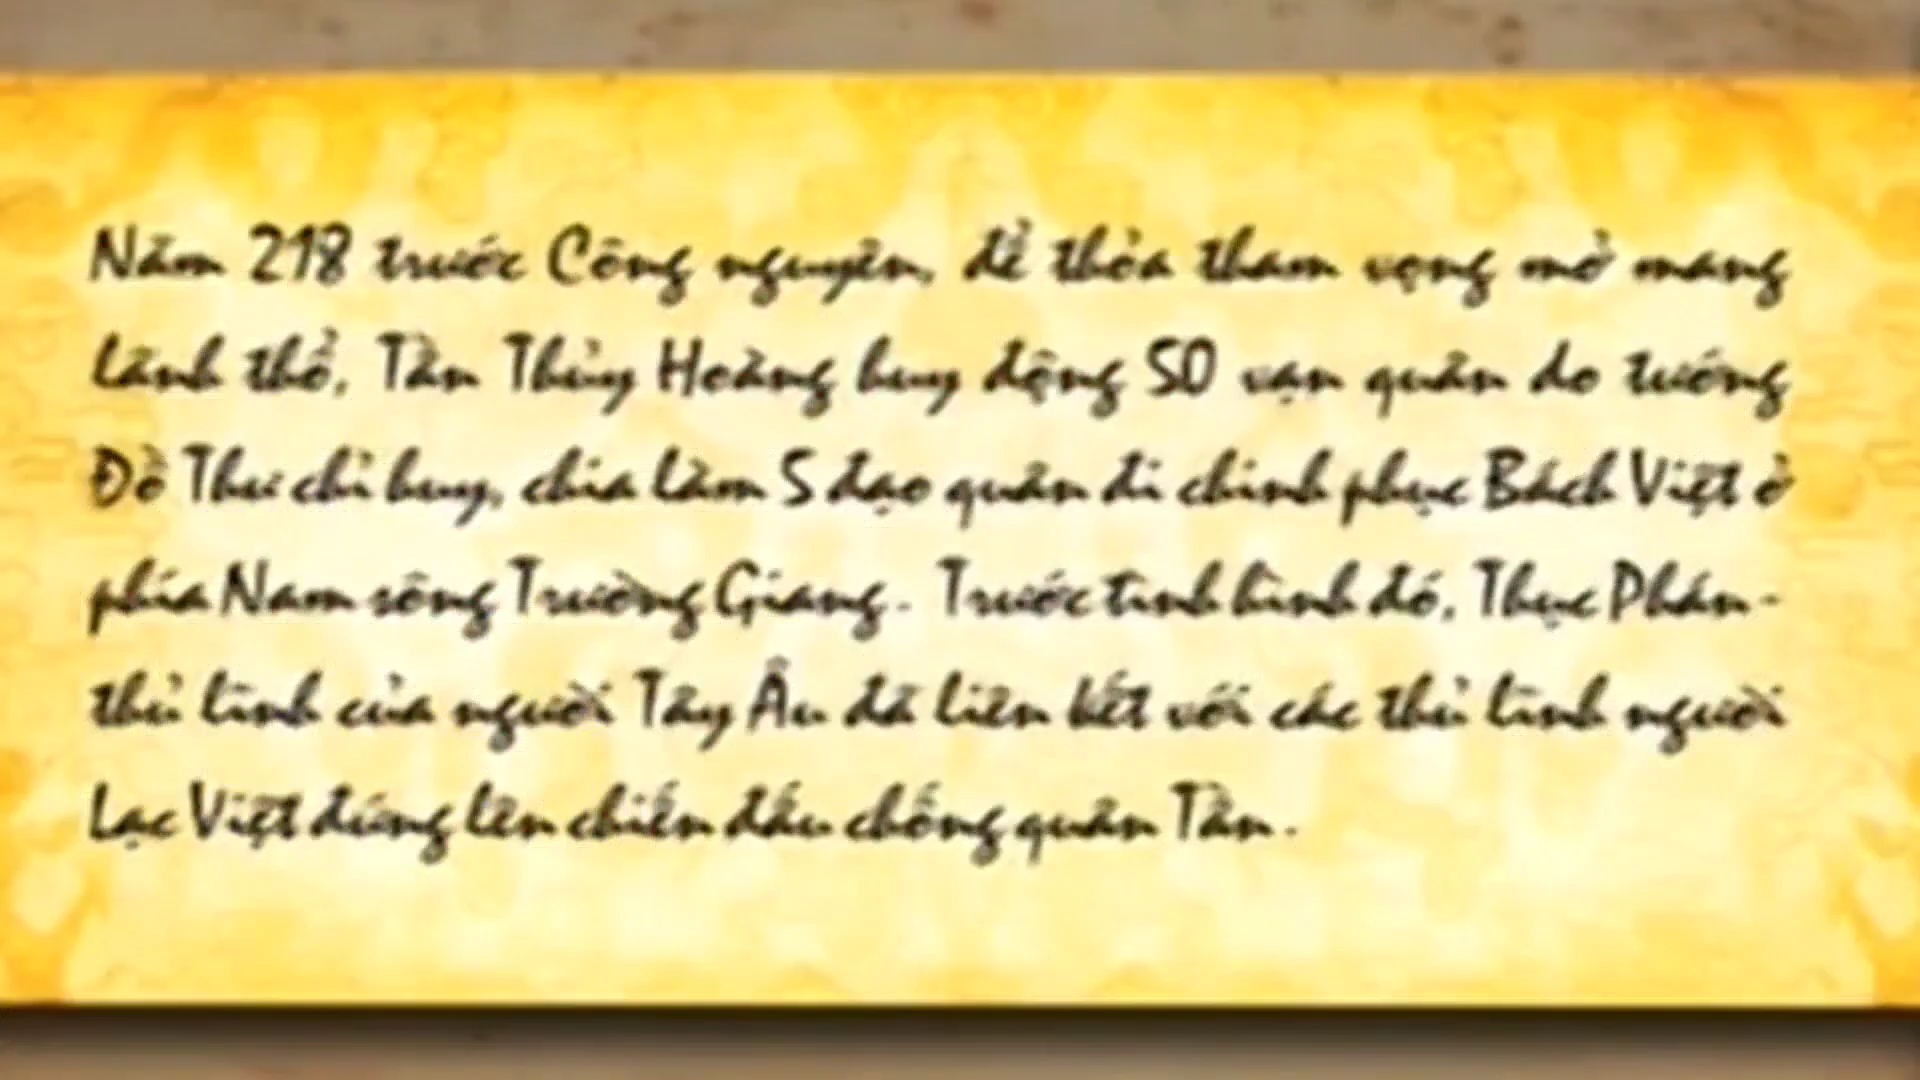 Năm 218 trước Công nguyên, để thỏa tham vọng mở mang
lãnh thổ, Tần Thủy Hoàng huy động 50 vạn quân do tướng
Đồ Thư chỉ huy, chia làm 5 đạo quân đi chinh phục Bách Việt ở
phía Nam sông Trường Giang. Trước tình hình đó, Thục Phán-
thủ lĩnh của người Tây Âu đã liên kết với các thủ lĩnh người
Lạc Việt đứng lên chiến đấu chống quân Tần.